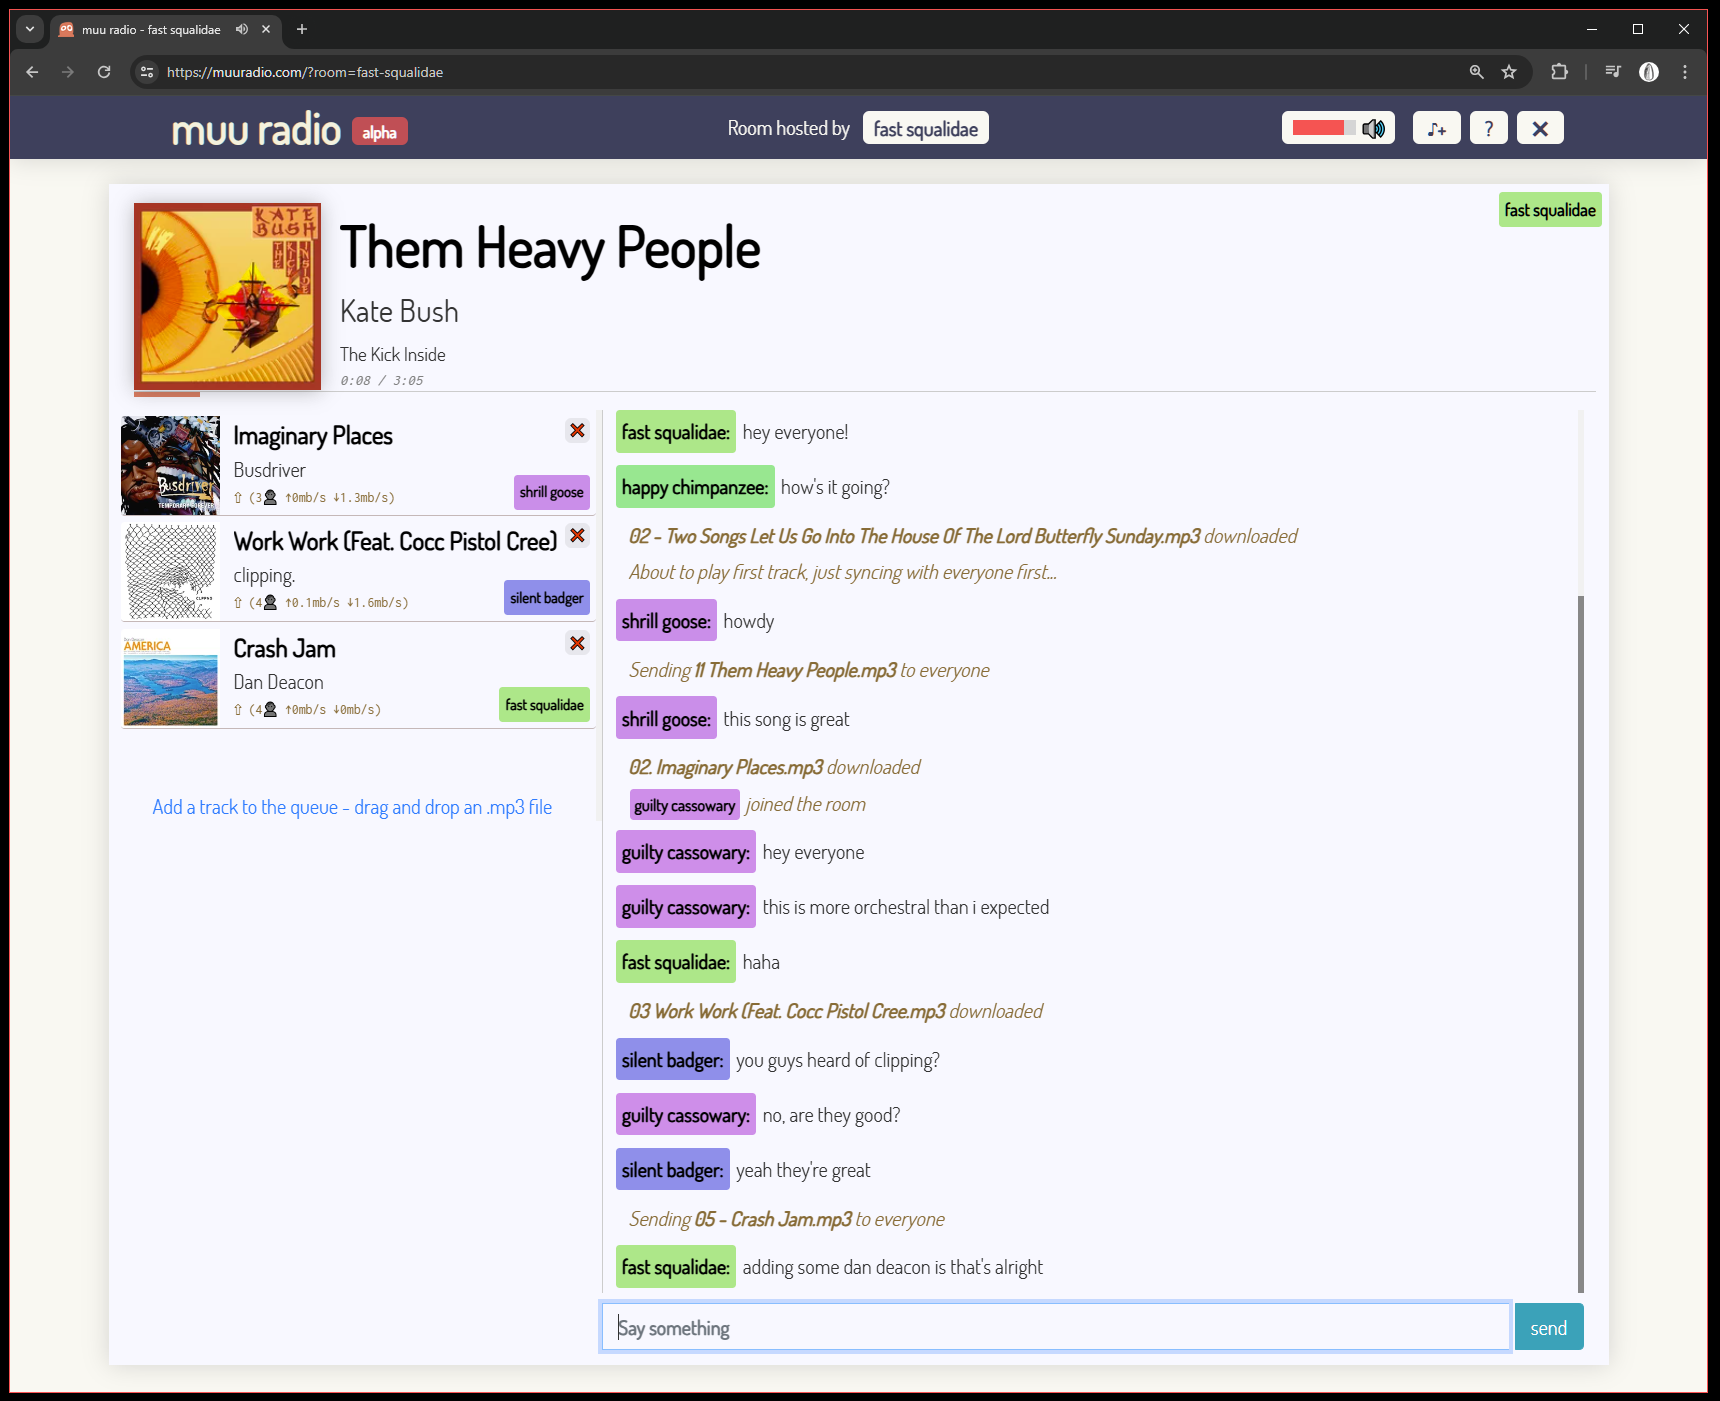 muu radio - fast squalidae
https://muuradio.com/?room=fast-squalidae
muu radio alpha
Room hosted by fast squalidae
?
fast squalidae
KATE BUSH
THE KICK INSIDE
Them Heavy People
Kate Bush
The Kick Inside
0:08 / 3:05
Imaginary Places
Busdriver
⇧ (3 ↑0mb/s ↓1.3mb/s)
shrill goose
Busdriver
TEMPORARY FOREVER
Work Work (Feat. Cocc Pistol Cree)
clipping.
⇧ (4 ↑0.1mb/s ↓1.6mb/s)
silent badger
CLPPNG
Crash Jam
Dan Deacon
⇧ (4 ↑0mb/s ↓0mb/s)
fast squalidae
Dan Deacon
AMERICA
Add a track to the queue - drag and drop an .mp3 file
fast squalidae: hey everyone!
happy chimpanzee: how's it going?
02 - Two Songs Let Us Go Into The House Of The Lord Butterfly Sunday.mp3 downloaded
About to play first track, just syncing with everyone first...
shrill goose: howdy
Sending 11 Them Heavy People.mp3 to everyone
shrill goose: this song is great
02. Imaginary Places.mp3 downloaded
guilty cassowary joined the room
guilty cassowary: hey everyone
guilty cassowary: this is more orchestral than i expected
fast squalidae: haha
03 Work Work (Feat. Cocc Pistol Cree.mp3 downloaded
silent badger: you guys heard of clipping?
guilty cassowary: no, are they good?
silent badger: yeah they're great
Sending 05 - Crash Jam.mp3 to everyone
fast squalidae: adding some dan deacon is that's alright
Say something
send